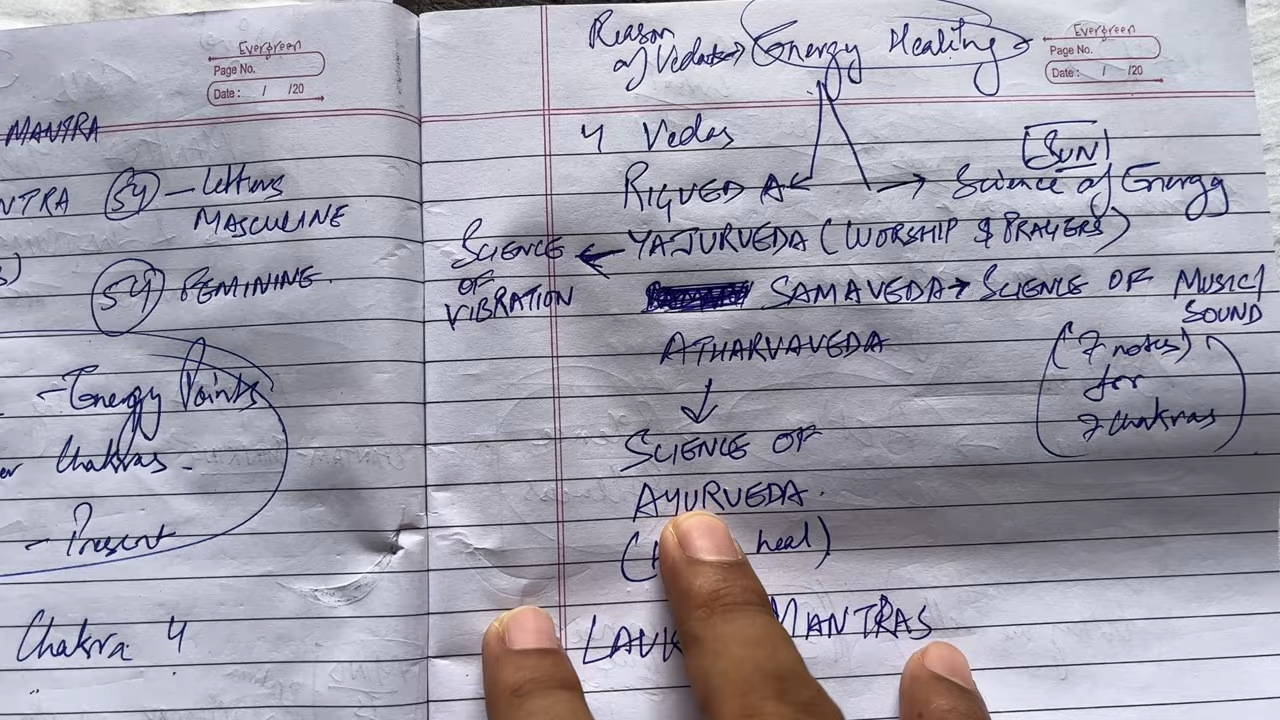 Evergreen
Page No.
Date : / /20
MANTRA
54 — Letters
MASCULINE
54 FEMININE.
- Energy Points
Chakras -
- Present
Chakra 4
Evergreen
Page No.
Date : / /20
Reason
of Vedas → Energy Healing
4 Vedas
SUN
RIGVEDA → Science of Energy
SCIENCE OF VIBRATION ← YAJURVEDA (WORSHIP & PRAYERS)
SAMAVEDA → SCIENCE OF MUSIC/
SOUND
ATHARVAVEDA
(7 notes)
for
7 chakras
↓
SCIENCE OF
AYURVEDA.
heal)
MANTRAS